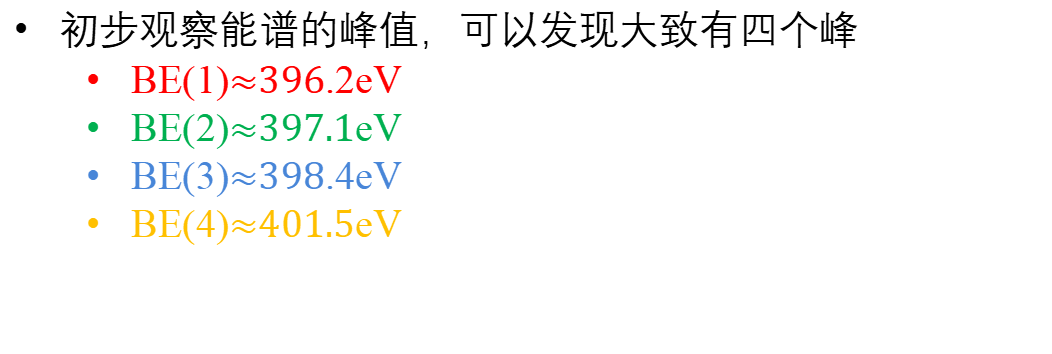 • 初步观察能谱的峰值，可以发现大致有四个峰
• BE(1)≈396.2eV
• BE(2)≈397.1eV
• BE(3)≈398.4eV
• BE(4)≈401.5eV